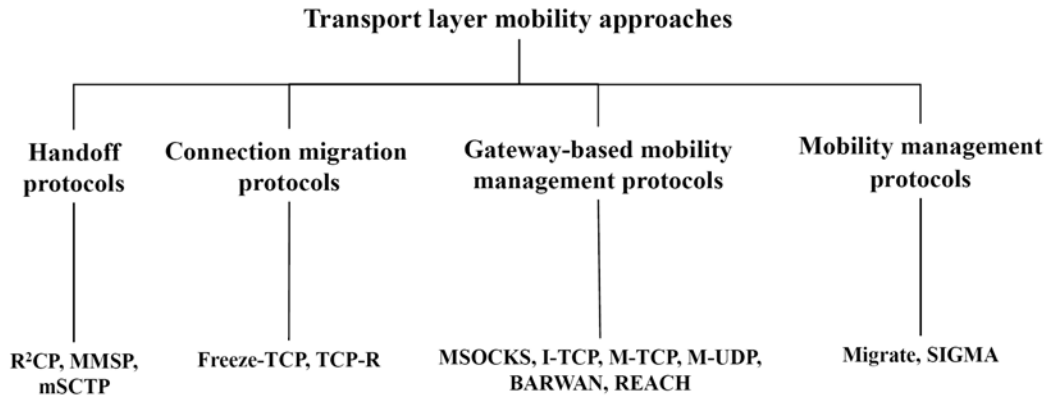 Transport layer mobility approaches
Handoff
protocols
Connection migration
protocols
Gateway-based mobility
management protocols
Mobility management
protocols
R²CP, MMSP,
mSCTP
Freeze-TCP, TCP-R
MSOCKS, I-TCP, M-TCP, M-UDP,
BARWAN, REACH
Migrate, SIGMA